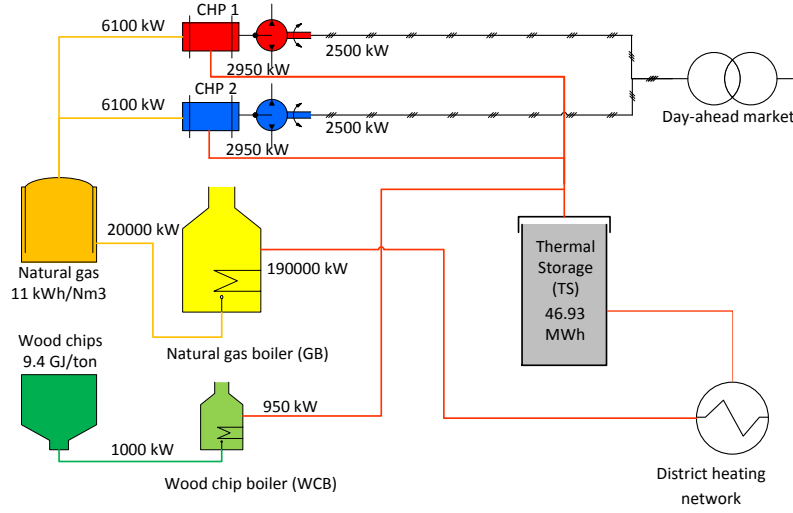 CHP 1
6100 kW
2500 kW
2950 kW
CHP 2
6100 kW
2500 kW
2950 kW
Day-ahead market
20000 kW
Natural gas
11 kWh/Nm3
190000 kW
Natural gas boiler (GB)
Thermal
Storage
(TS)
46.93
MWh
Wood chips
9.4 GJ/ton
950 kW
1000 kW
Wood chip boiler (WCB)
District heating
network